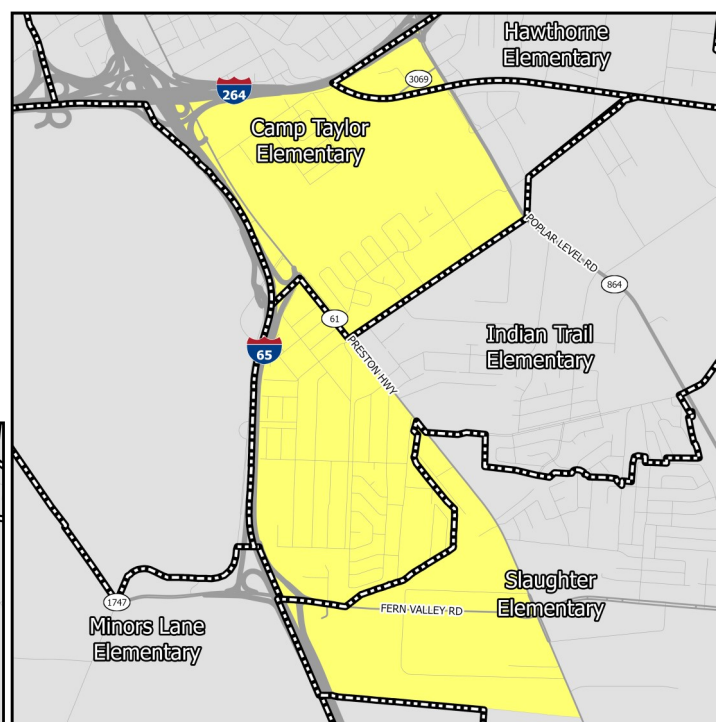 Hawthorne
Elementary
3069
264
Camp Taylor
Elementary
POPLAR LEVEL RD
864
61
Indian Trail
Elementary
65
PRESTON HWY
Slaughter
Elementary
1747
FERN VALLEY RD
Minors Lane
Elementary